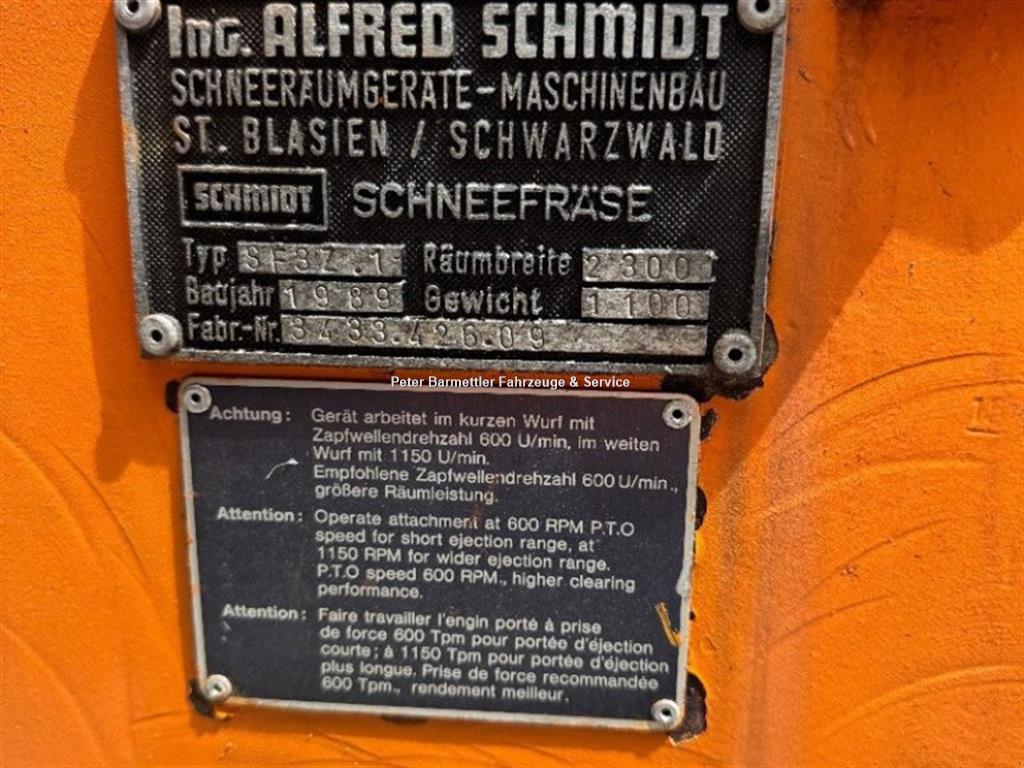 Ing. ALFRED SCHMIDT
SCHNEERÄUMGERÄTE-MASCHINENBAU
ST. BLASIEN / SCHWARZWALD
SCHMIDT SCHNEEFRÄSE
Typ SF3Z.1 Räumbreite 2300
Baujahr 1989 Gewicht 1100
Fabr.-Nr. 3433.426.09
Peter Barmettler Fahrzeuge & Service
Achtung: Gerät arbeitet im kurzen Wurf mit
Zapfwellendrehzahl 600 U/min, im weiten
Wurf mit 1150 U/min.
Empfohlene Zapfwellendrehzahl 600 U/min.,
größere Räumleistung.
Attention: Operate attachment at 600 RPM P.T.O
speed for short ejection range, at
1150 RPM for wider ejection range.
P.T.O speed 600 RPM., higher clearing
performance.
Attention: Faire travailler l'engin porté à prise
de force 600 Tpm pour portée d'éjection
courte; à 1150 Tpm pour portée d'éjection
plus longue. Prise de force recommandée
600 Tpm., rendement meilleur.